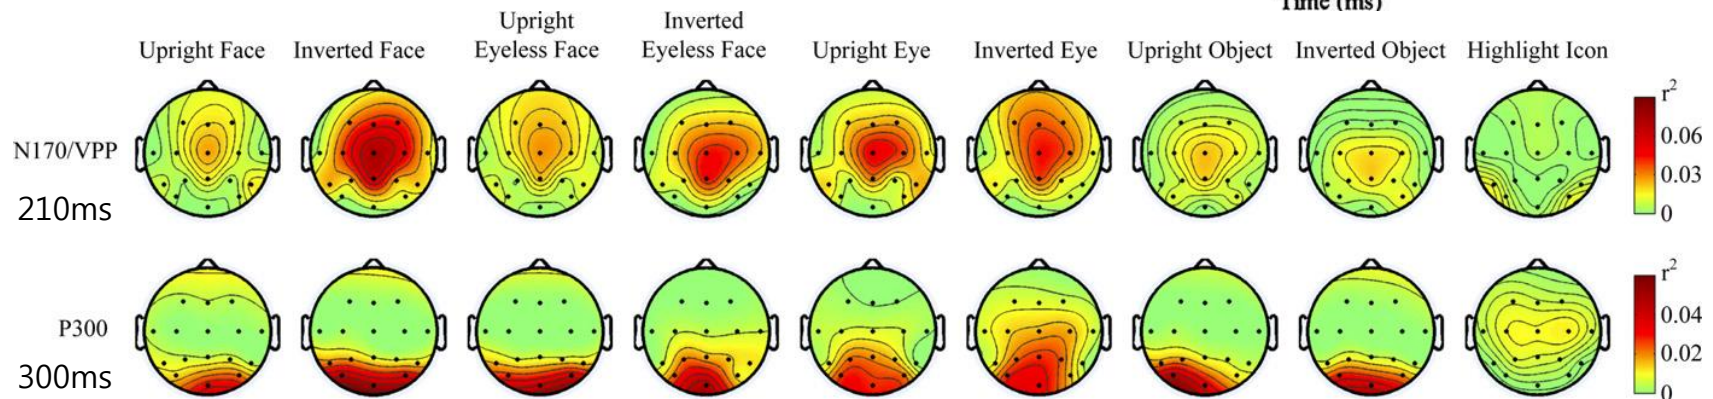 Time (ms)
Upright Face Inverted Face Upright Eyeless Face Inverted Eyeless Face Upright Eye Inverted Eye Upright Object Inverted Object Highlight Icon
N170/VPP
210ms
r²
0.06
0.03
0
P300
300ms
r²
0.04
0.02
0